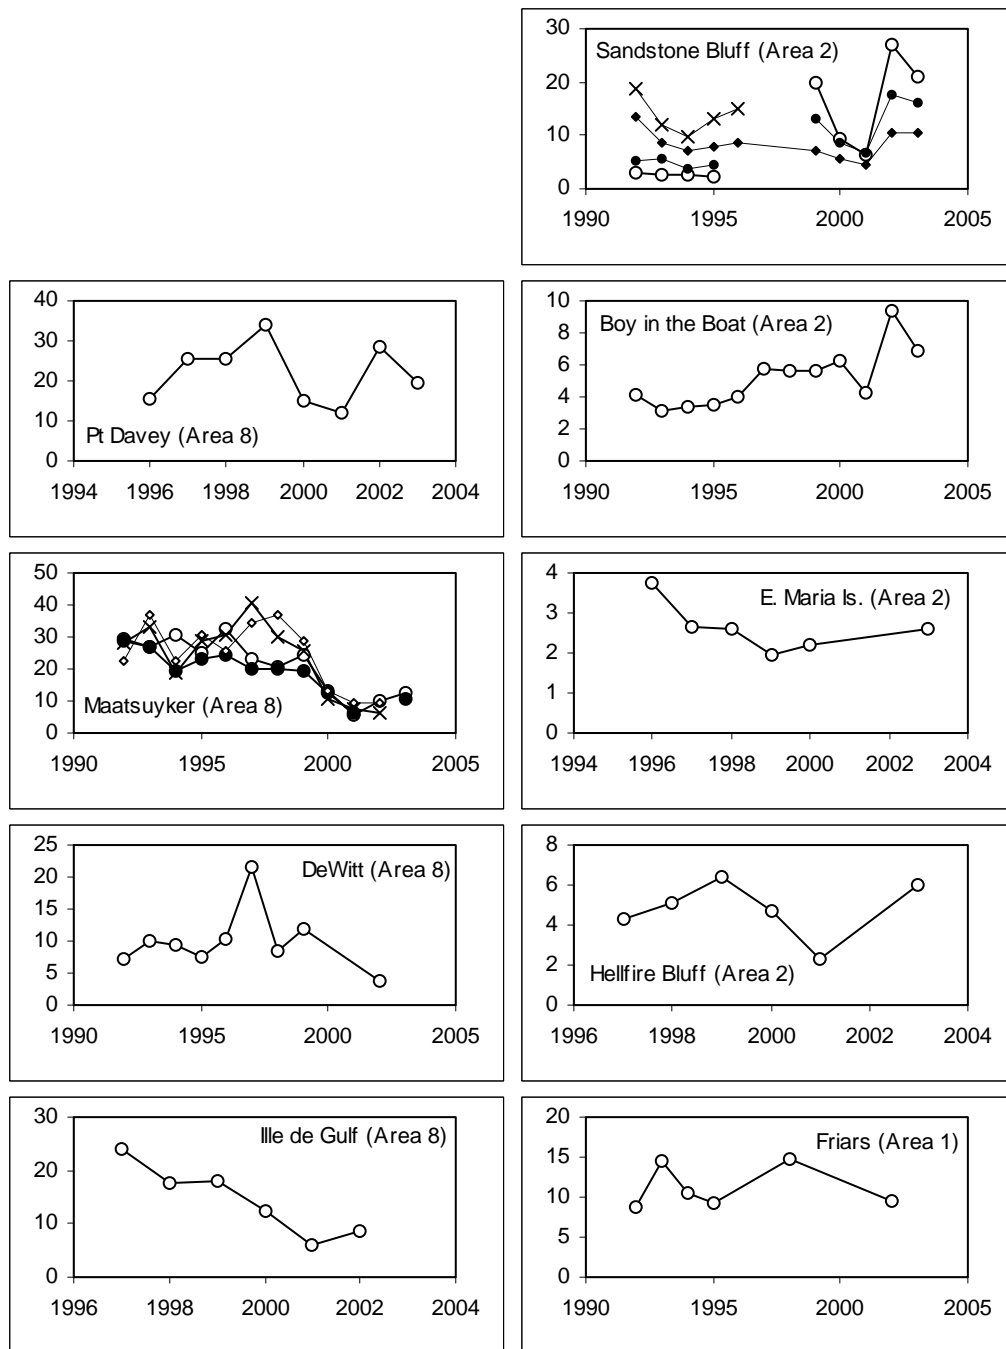 30
Sandstone Bluff (Area 2)
20
10
0
1990 1995 2000 2005
40
30
20
10
Pt Davey (Area 8)
0
1994 1996 1998 2000 2002 2004
10
Boy in the Boat (Area 2)
8
6
4
2
0
1990 1995 2000 2005
50
40
30
20
10
Maatsuyker (Area 8)
0
1990 1995 2000 2005
4
E. Maria Is. (Area 2)
3
2
1
0
1994 1996 1998 2000 2002 2004
25
DeWitt (Area 8)
20
15
10
5
0
1990 1995 2000 2005
8
6
4
2
Hellfire Bluff (Area 2)
0
1996 1998 2000 2002 2004
30
Ille de Gulf (Area 8)
20
10
0
1996 1998 2000 2002 2004
20
Friars (Area 1)
15
10
5
0
1990 1995 2000 2005